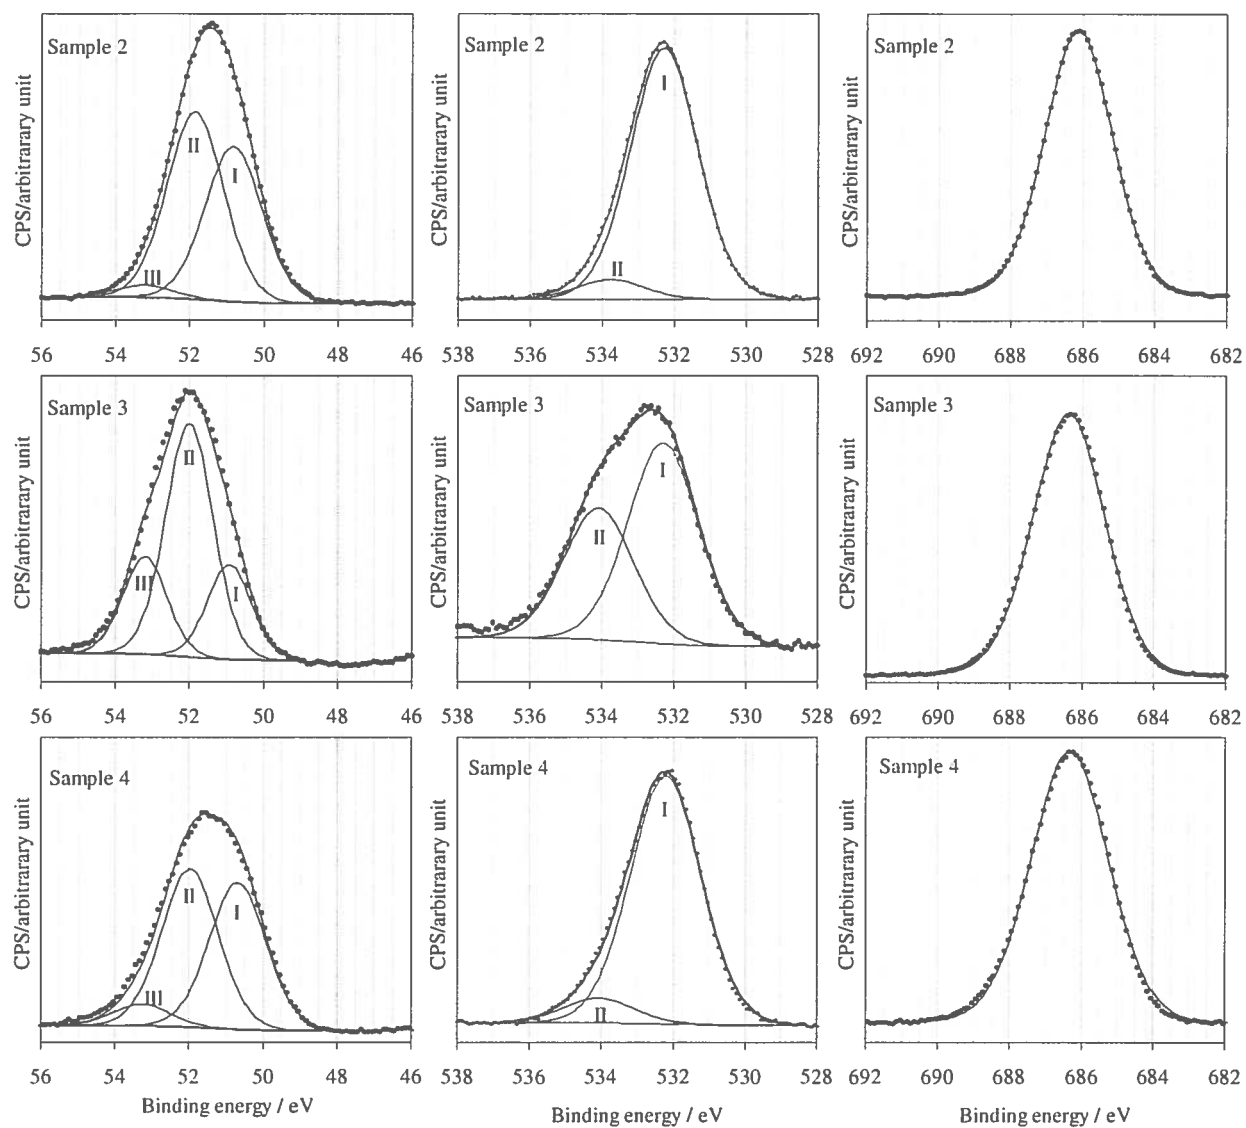 Sample 2
CPS/arbitrarary unit
II
I
III
56 54 52 50 48 46
Sample 2
CPS/arbitrarary unit
I
II
538 536 534 532 530 528
Sample 2
CPS/arbitrarary unit
692 690 688 686 684 682
Sample 3
CPS/arbitrarary unit
II
III
I
56 54 52 50 48 46
Sample 3
CPS/arbitrarary unit
I
II
538 536 534 532 530 528
Sample 3
CPS/arbitrarary unit
692 690 688 686 684 682
Sample 4
CPS/arbitrarary unit
II
I
III
56 54 52 50 48 46
Binding energy / eV
Sample 4
CPS/arbitrarary unit
I
II
538 536 534 532 530 528
Binding energy / eV
Sample 4
CPS/arbitrarary unit
692 690 688 686 684 682
Binding energy / eV